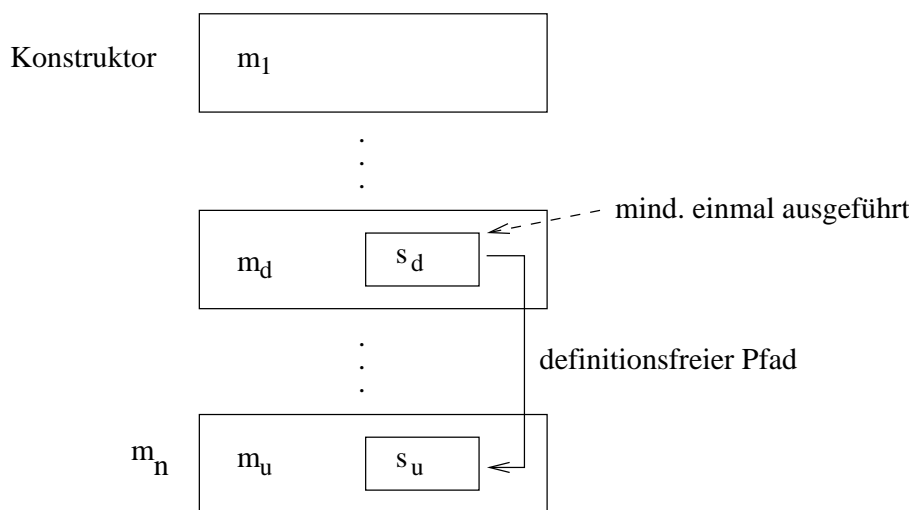 Konstruktor
m1
mind. einmal ausgeführt
md
sd
definitionsfreier Pfad
mn
mu
su